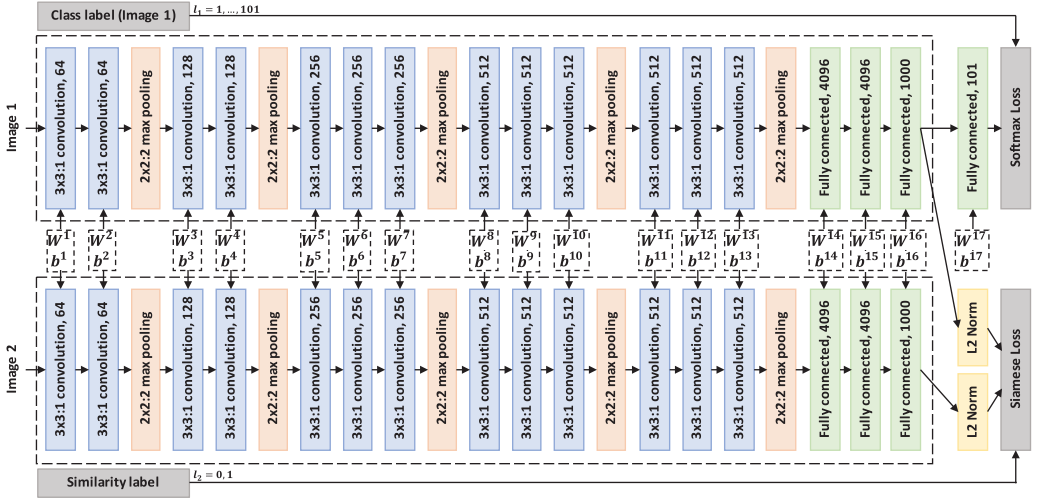 Class label (Image 1)
l₁ = 1, ..., 101
Image 1
3x3:1 convolution, 64
3x3:1 convolution, 64
2x2:2 max pooling
3x3:1 convolution, 128
3x3:1 convolution, 128
2x2:2 max pooling
3x3:1 convolution, 256
3x3:1 convolution, 256
3x3:1 convolution, 256
2x2:2 max pooling
3x3:1 convolution, 512
3x3:1 convolution, 512
3x3:1 convolution, 512
2x2:2 max pooling
3x3:1 convolution, 512
3x3:1 convolution, 512
3x3:1 convolution, 512
2x2:2 max pooling
Fully connected, 4096
Fully connected, 4096
Fully connected, 1000
Fully connected, 101
Softmax Loss
W¹ W² W³ W⁴ W⁵ W⁶ W⁷ W⁸ W⁹ W¹⁰ W¹¹ W¹² W¹³ W¹⁴ W¹⁵ W¹⁶ W¹⁷
b¹ b² b³ b⁴ b⁵ b⁶ b⁷ b⁸ b⁹ b¹⁰ b¹¹ b¹² b¹³ b¹⁴ b¹⁵ b¹⁶ b¹⁷
Image 2
3x3:1 convolution, 64
3x3:1 convolution, 64
2x2:2 max pooling
3x3:1 convolution, 128
3x3:1 convolution, 128
2x2:2 max pooling
3x3:1 convolution, 256
3x3:1 convolution, 256
3x3:1 convolution, 256
2x2:2 max pooling
3x3:1 convolution, 512
3x3:1 convolution, 512
3x3:1 convolution, 512
2x2:2 max pooling
3x3:1 convolution, 512
3x3:1 convolution, 512
3x3:1 convolution, 512
2x2:2 max pooling
Fully connected, 4096
Fully connected, 4096
Fully connected, 1000
L2 Norm
L2 Norm
Siamese Loss
Similarity label
l₂ = 0, 1